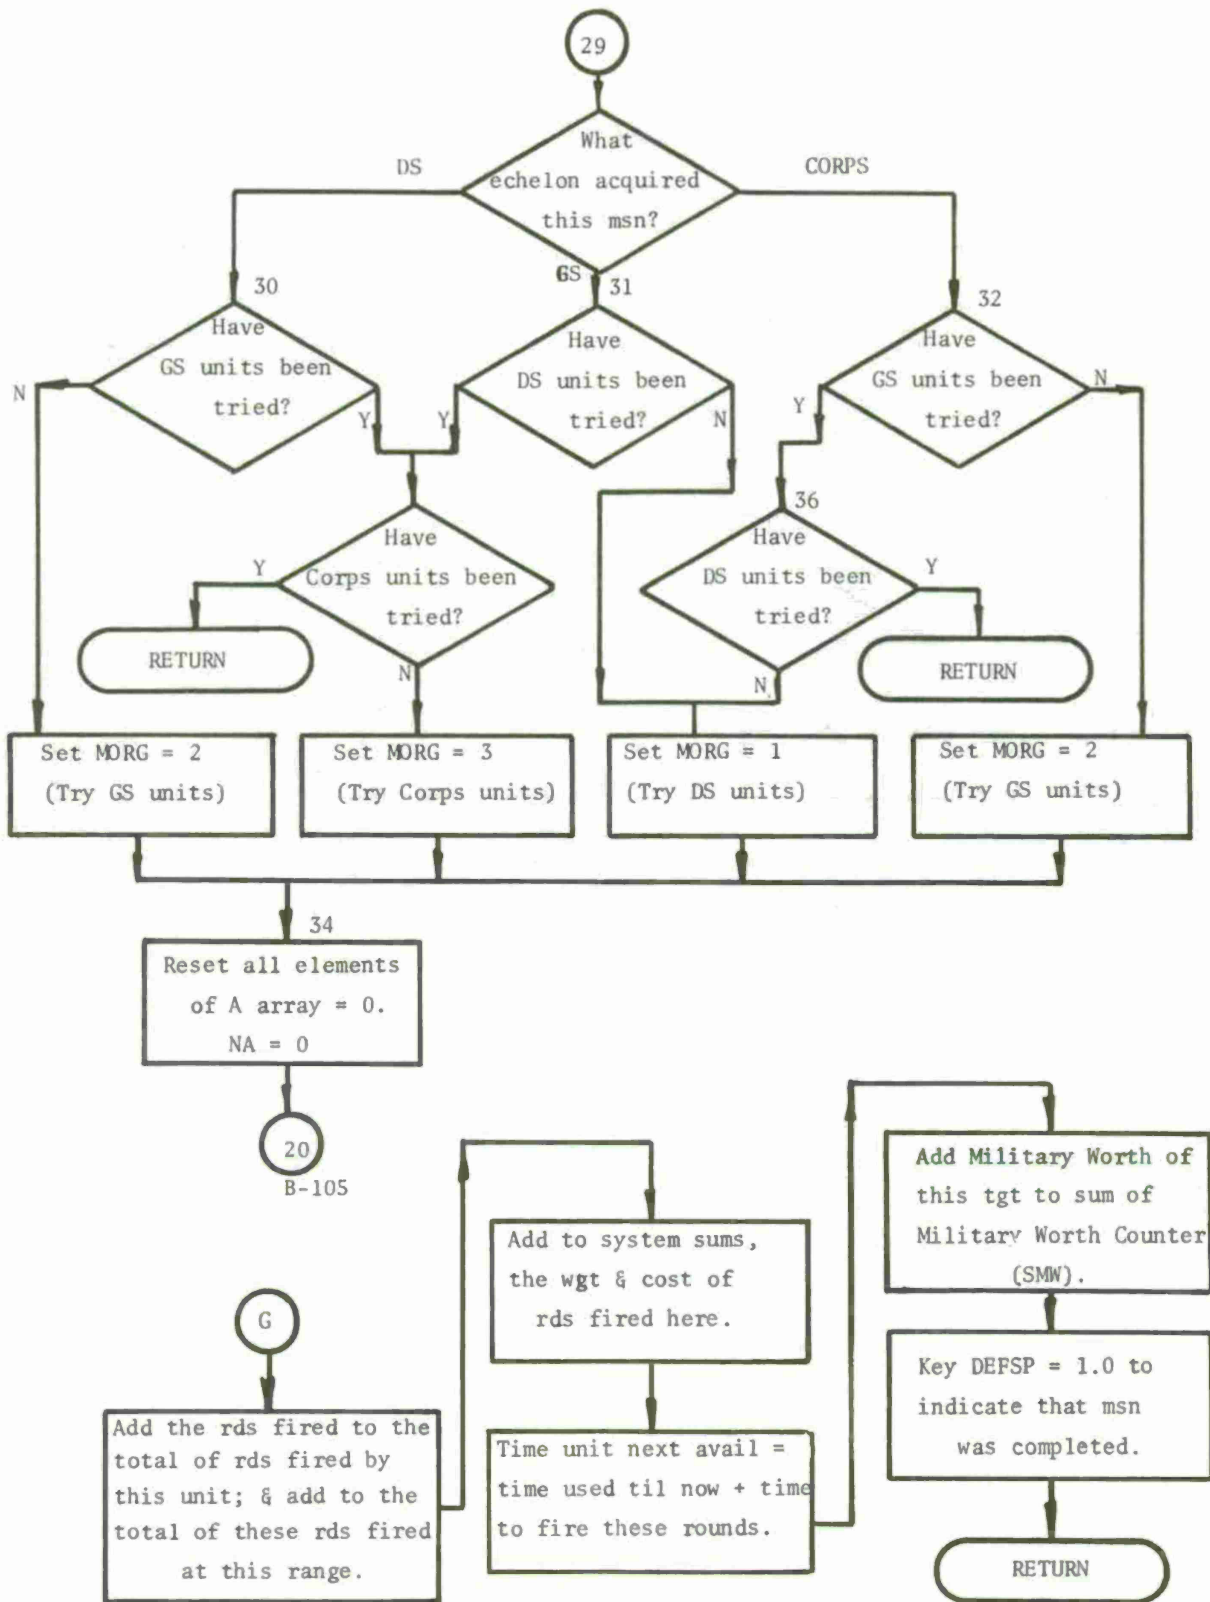 29
What
echelon acquired
this msn?
DS
CORPS
GS
30
Have
GS units been
tried?
N
Y
31
Have
DS units been
tried?
Y
N
32
Have
GS units been
tried?
Y
N
Have
Corps units been
tried?
Y
N
RETURN
36
Have
DS units been
tried?
Y
N
RETURN
Set MORG = 2
(Try GS units)
Set MORG = 3
(Try Corps units)
Set MORG = 1
(Try DS units)
Set MORG = 2
(Try GS units)
34
Reset all elements
of A array = 0.
NA = 0
20
B-105
G
Add the rds fired to the
total of rds fired by
this unit; & add to the
total of these rds fired
at this range.
Add to system sums,
the wgt & cost of
rds fired here.
Time unit next avail =
time used til now + time
to fire these rounds.
Add Military Worth of
this tgt to sum of
Military Worth Counter
(SMW).
Key DEFSP = 1.0 to
indicate that msn
was completed.
RETURN